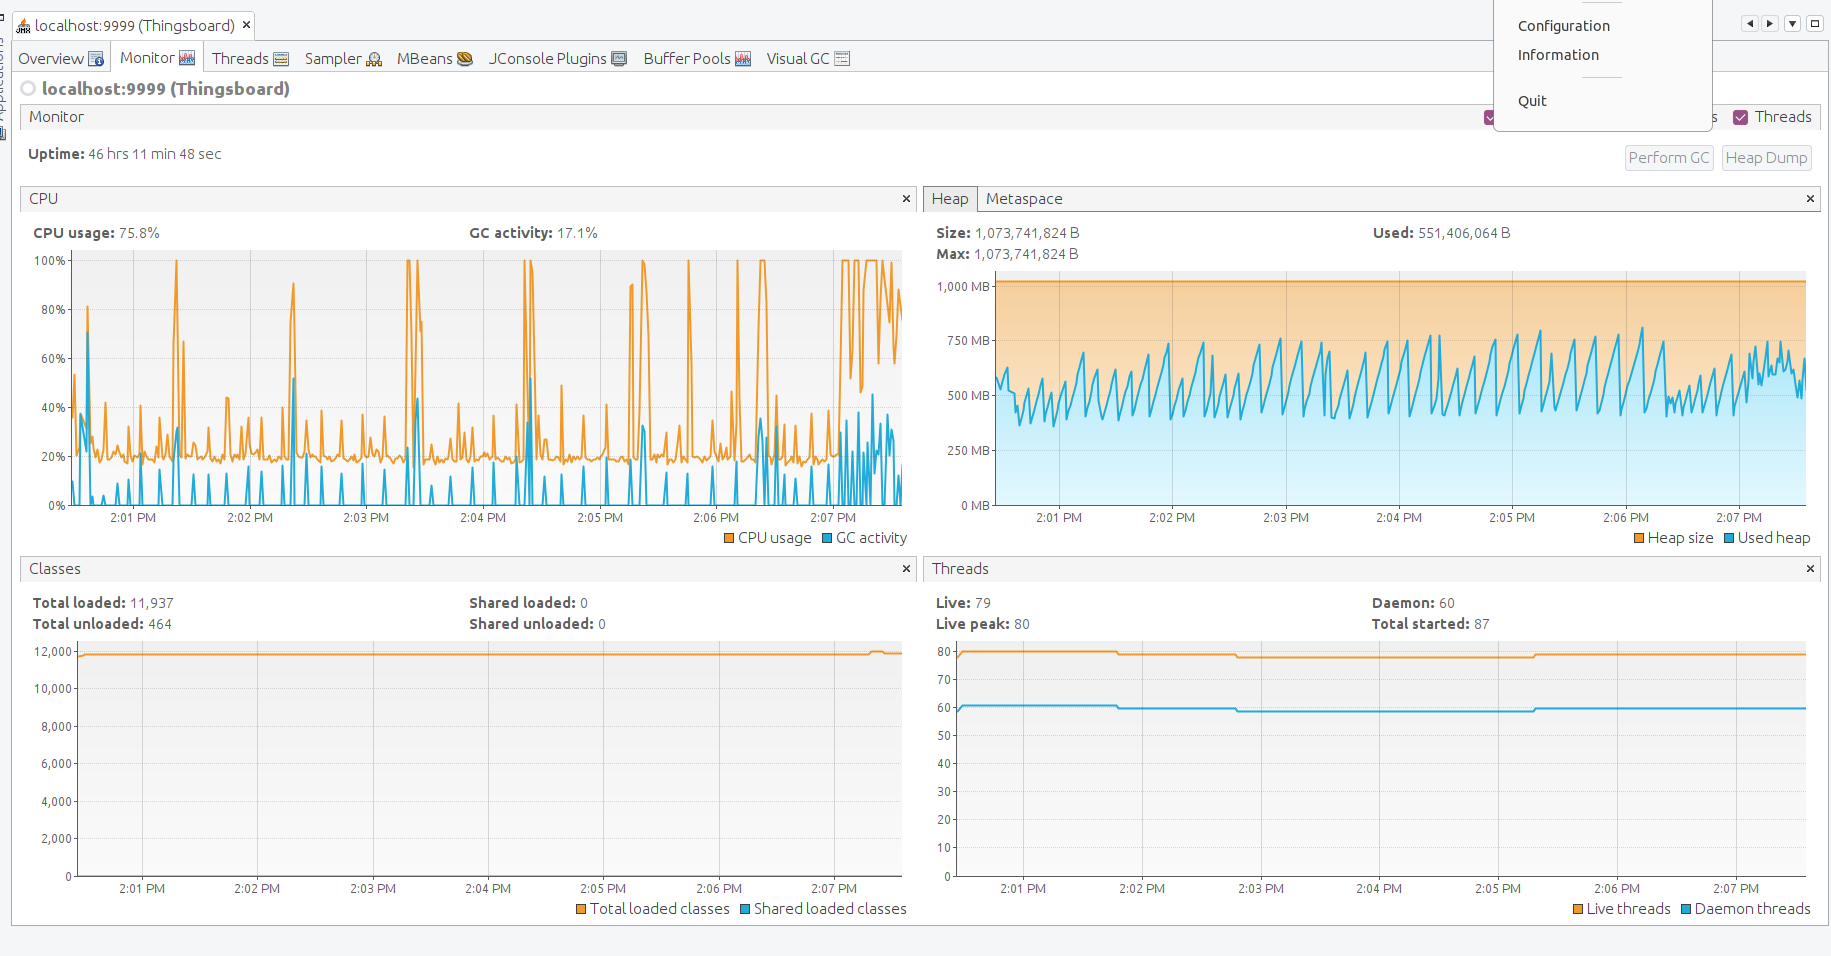 localhost:9999 (Thingsboard)
Configuration
Information
Quit
Overview Monitor Threads Sampler MBeans JConsole Plugins Buffer Pools Visual GC
localhost:9999 (Thingsboard)
Monitor
Threads
Uptime: 46 hrs 11 min 48 sec
Perform GC Heap Dump
CPU
CPU usage: 75.8% GC activity: 17.1%
100%
80%
60%
40%
20%
0%
2:01 PM 2:02 PM 2:03 PM 2:04 PM 2:05 PM 2:06 PM 2:07 PM
CPU usage GC activity
Heap Metaspace
Size: 1,073,741,824 B Used: 551,406,064 B
Max: 1,073,741,824 B
1,000 MB
750 MB
500 MB
250 MB
0 MB
2:01 PM 2:02 PM 2:03 PM 2:04 PM 2:05 PM 2:06 PM 2:07 PM
Heap size Used heap
Classes
Total loaded: 11,937 Shared loaded: 0
Total unloaded: 464 Shared unloaded: 0
12,000
10,000
8,000
6,000
4,000
2,000
0
2:01 PM 2:02 PM 2:03 PM 2:04 PM 2:05 PM 2:06 PM 2:07 PM
Total loaded classes Shared loaded classes
Threads
Live: 79 Daemon: 60
Live peak: 80 Total started: 87
80
70
60
50
40
30
20
10
0
2:01 PM 2:02 PM 2:03 PM 2:04 PM 2:05 PM 2:06 PM 2:07 PM
Live threads Daemon threads